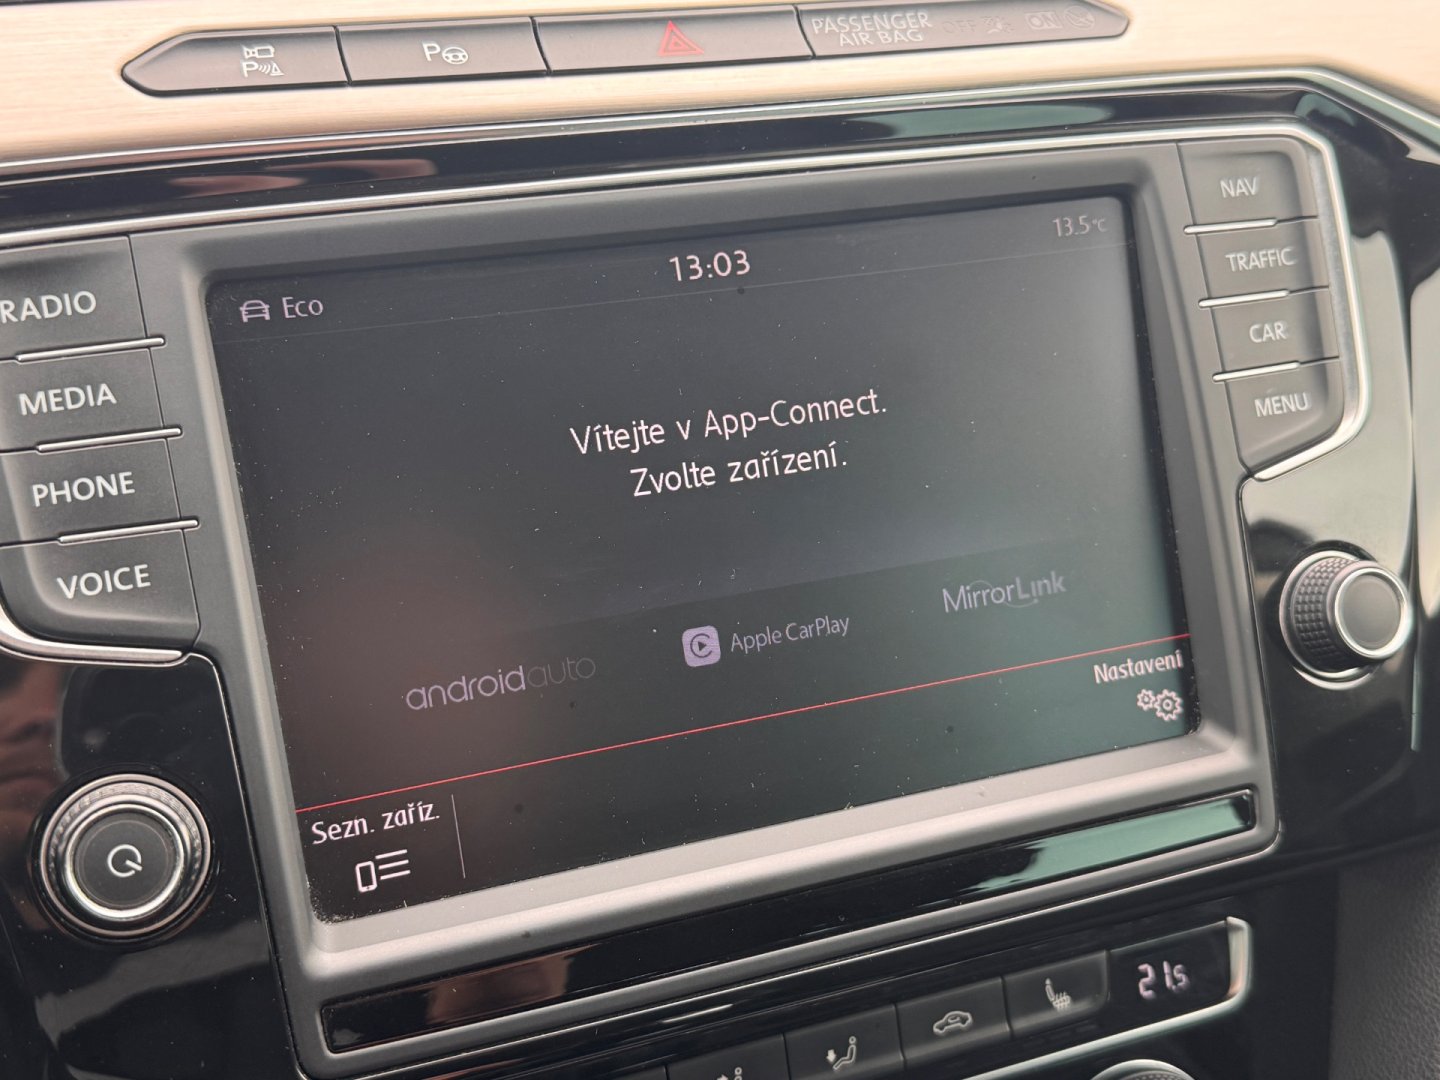 P
P
PASSENGER
AIR BAG
OFF
ON
NAV
TRAFFIC
CAR
MENU
RADIO
MEDIA
PHONE
VOICE
13:03
13.5°C
Eco
Vítejte v App-Connect.
Zvolte zařízení.
androidauto
Apple CarPlay
MirrorLink
Nastavení
Sezn. zaříz.
21.5